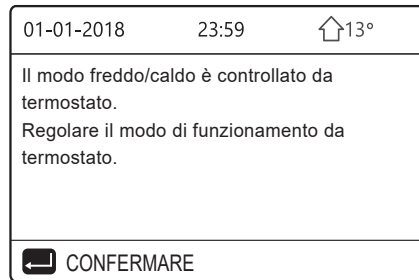 01-01-2018 23:59 13°
Il modo freddo/caldo è controllato da
termostato.
Regolare il modo di funzionamento da
termostato.
CONFERMARE